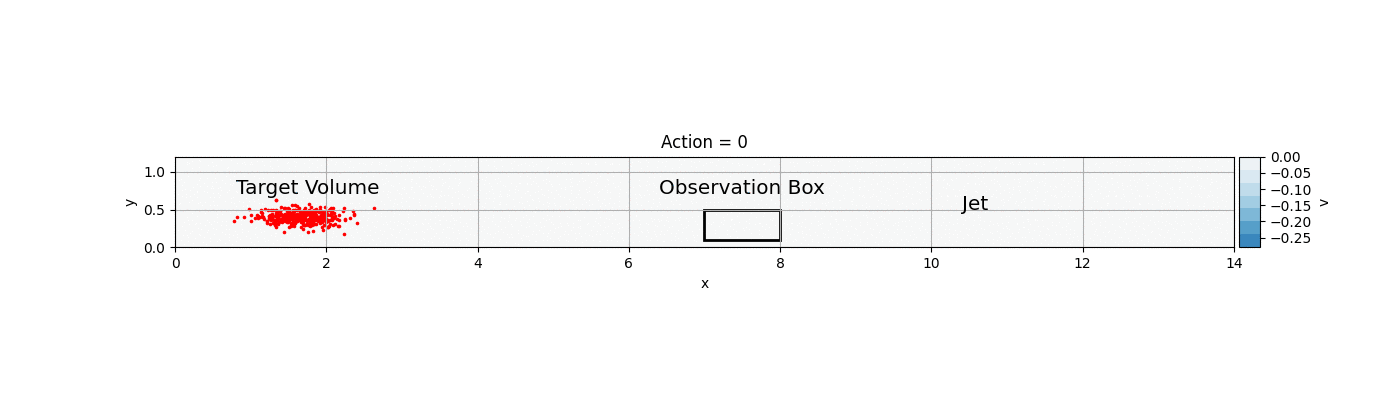 Action = 0
1.0
0.5
0.0
y
Target Volume
Observation Box
Jet
0 2 4 6 8 10 12 14
x
0.00
−0.05
−0.10
−0.15
−0.20
−0.25
v